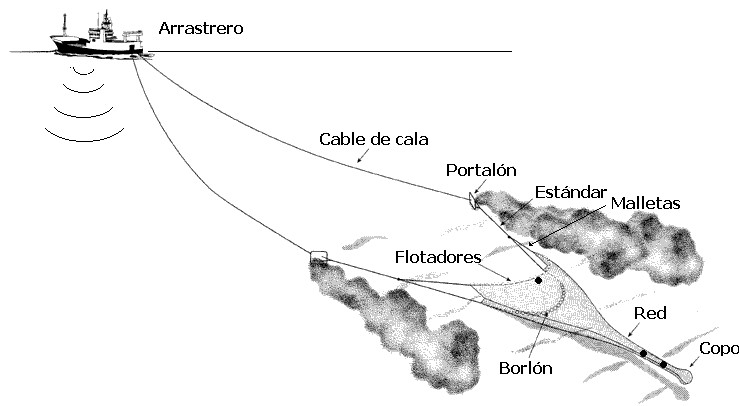 Arrastrero
Cable de cala
Portalón
Estándar
Malletas
Flotadores
Red
Copo
Borlón